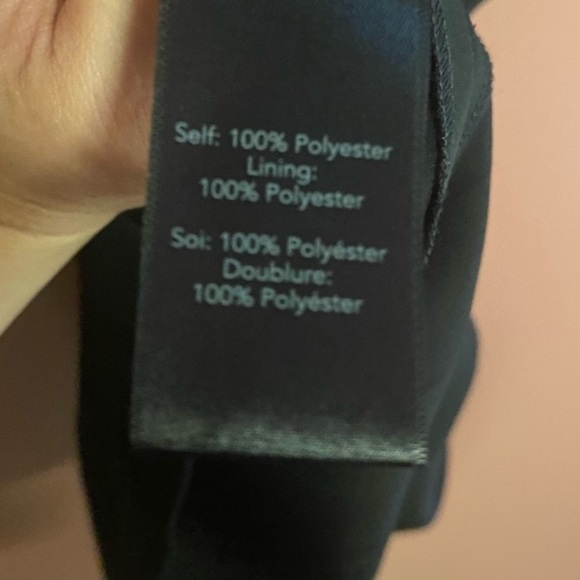 Self: 100% Polyester
Lining:
100% Polyester
Soi: 100% Polyéster
Doublure:
100% Polyéster